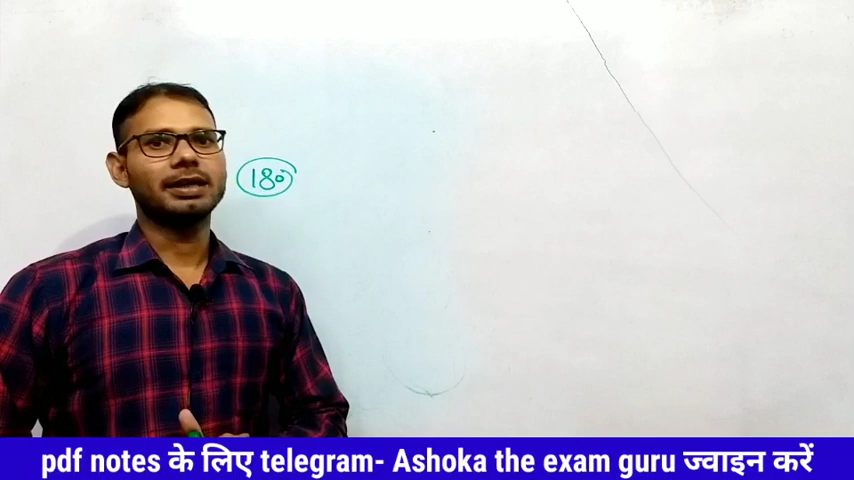 180
pdf notes के लिए telegram- Ashoka the exam guru ज्वाइन करें